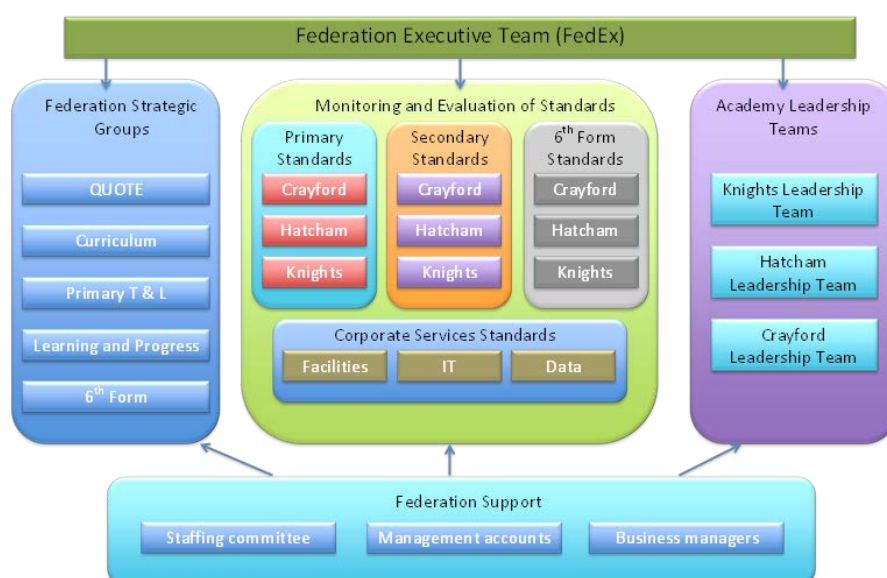 Federation Executive Team (FedEx)
Federation Strategic
Groups
QUOTE
Curriculum
Primary T & L
Learning and Progress
6th Form
Monitoring and Evaluation of Standards
Primary
Standards
Crayford
Hatcham
Knights
Secondary
Standards
Crayford
Hatcham
Knights
6th Form
Standards
Crayford
Hatcham
Knights
Corporate Services Standards
Facilities
IT
Data
Academy Leadership
Teams
Knights Leadership
Team
Hatcham
Leadership Team
Crayford
Leadership Team
Federation Support
Staffing committee
Management accounts
Business managers